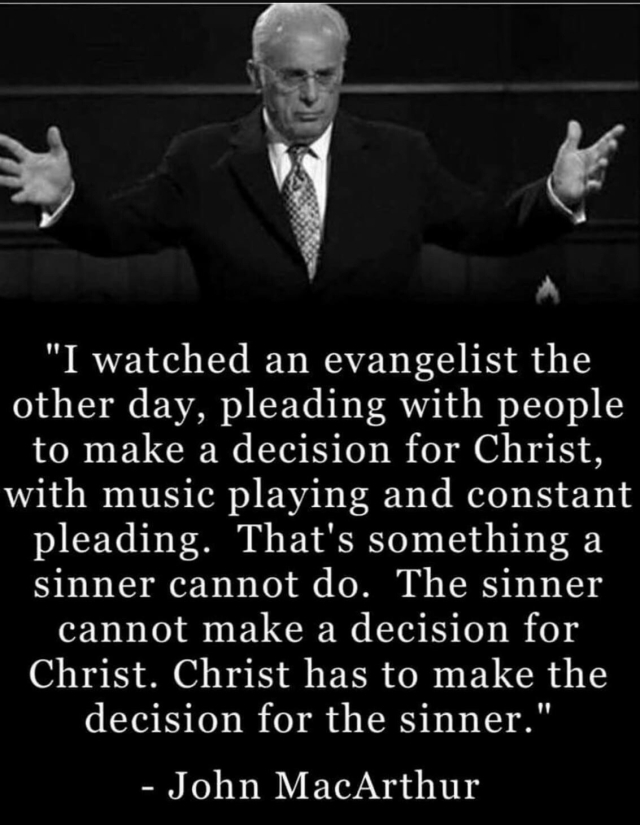 "I watched an evangelist the
other day, pleading with people
to make a decision for Christ,
with music playing and constant
pleading.  That's something a
sinner cannot do.  The sinner
cannot make a decision for
Christ. Christ has to make the
decision for the sinner."
- John MacArthur